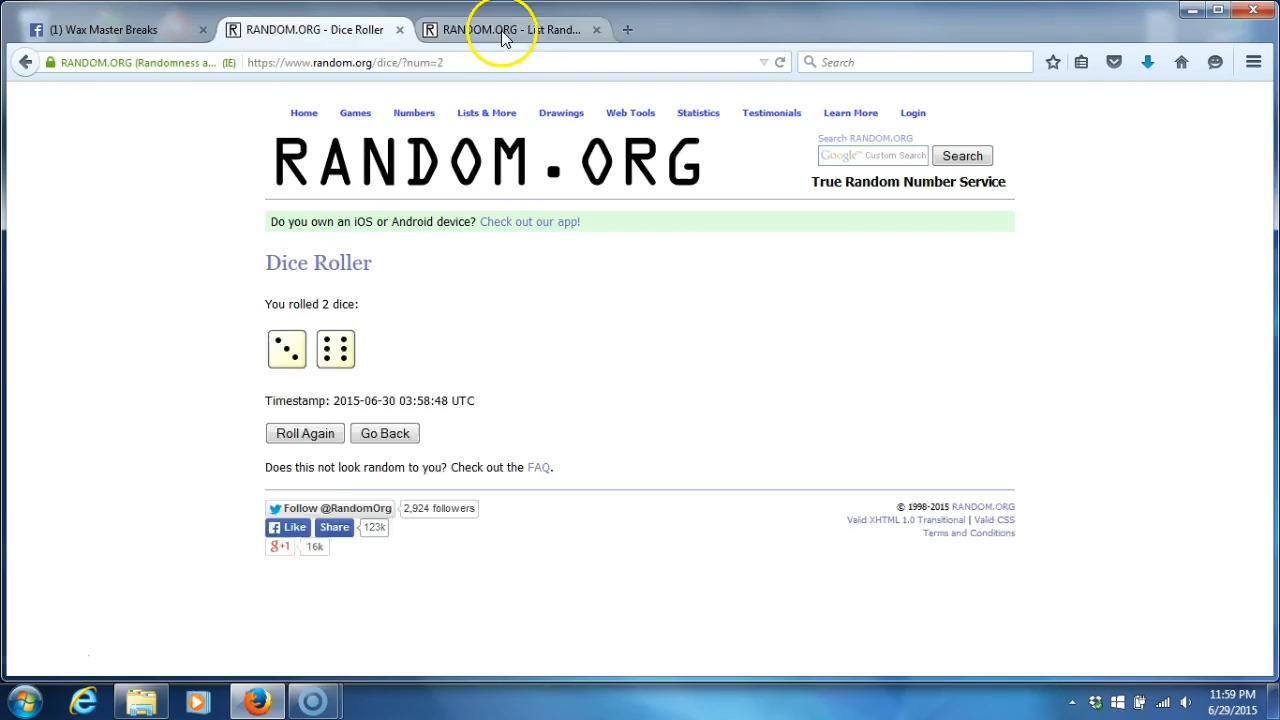 (1) Wax Master Breaks
RANDOM.ORG - Dice Roller
RANDOM.ORG - List Rand...
RANDOM.ORG (Randomness a... (IE)
https://www.random.org/dice/?num=2
Search
Home Games Numbers Lists & More Drawings Web Tools Statistics Testimonials Learn More Login
RANDOM.ORG
Search RANDOM.ORG
Google™ Custom Search
Search
True Random Number Service
Do you own an iOS or Android device? Check out our app!
Dice Roller
You rolled 2 dice:
Timestamp: 2015-06-30 03:58:48 UTC
Roll Again Go Back
Does this not look random to you? Check out the FAQ.
Follow @RandomOrg 2,924 followers
Like Share 123k
g+1 16k
© 1998-2015 RANDOM.ORG
Valid XHTML 1.0 Transitional | Valid CSS
Terms and Conditions
11:59 PM
6/29/2015